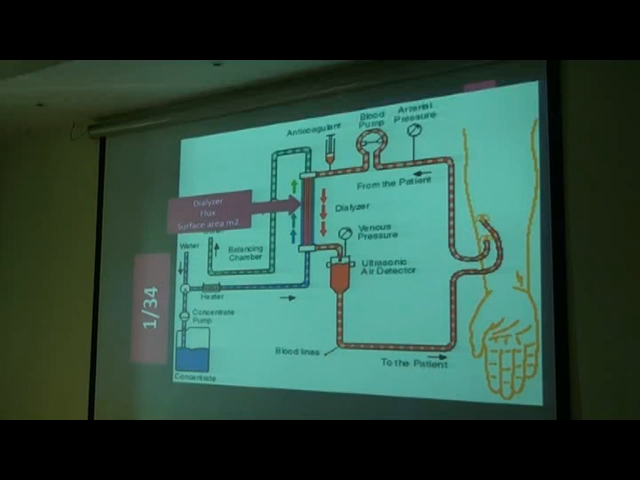 Arterial
Pressure
Blood
Pump
Anticoagulant
From the Patient
Dialyzer
Flux
Surface area m2
Dialyzer
Venous
Pressure
Water
Balancing
Chamber
Ultrasonic
Air Detector
Heater
1/34
Concentrate
Pump
Blood lines
To the Patient
Concentrate